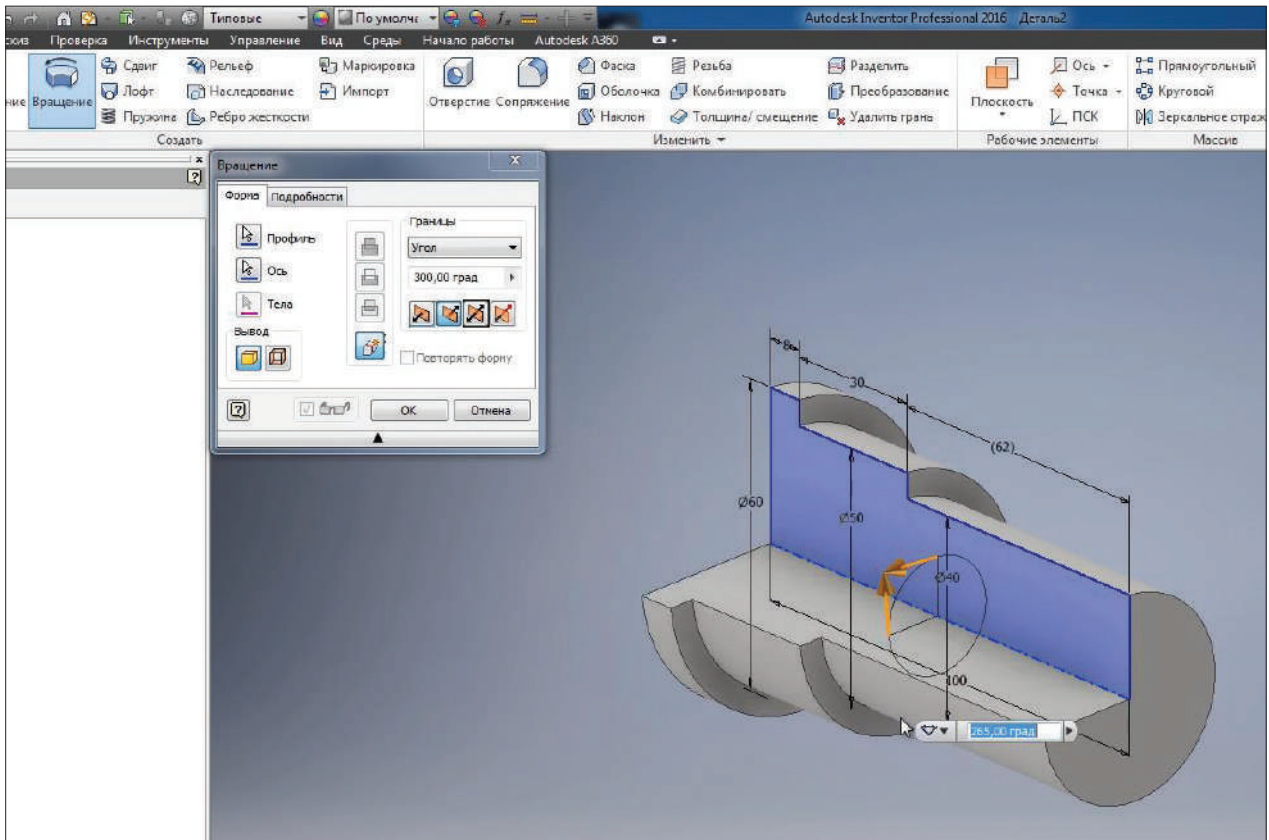 Типовые По умолч Autodesk Inventor Professional 2016 Деталь2
Проверка Инструменты Управление Вид Среды Начало работы Autodesk A360
Сдвиг Рельеф Маркировка Фаска Резьба Разделить Ось Прямоугольный
Лофт Наследование Импорт Оболочка Комбинировать Преобразование Точка Круговой
ние Вращение Отверстие Сопряжение Плоскость
Пружина Ребро жесткости Наклон Толщина/ смещение Удалить грань ПСК Зеркальное отраж
Создать Изменить Рабочие элементы Массив
Вращение
Форма Подробности
Границы
Профиль
Угол
Ось
300,00 град
Тела
Вывод
Повторять форму
OK Отмена
8
30
(62)
Ø60
Ø50
Ø40
100
265,00 град